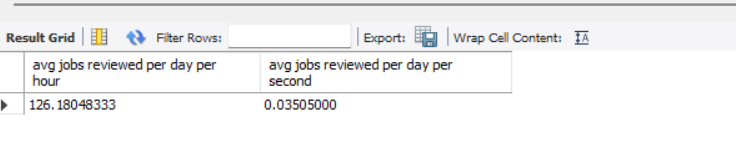 Result Grid Filter Rows: Export: Wrap Cell Content: IA
avg jobs reviewed per day per hour
avg jobs reviewed per day per second
126.18048333 0.03505000